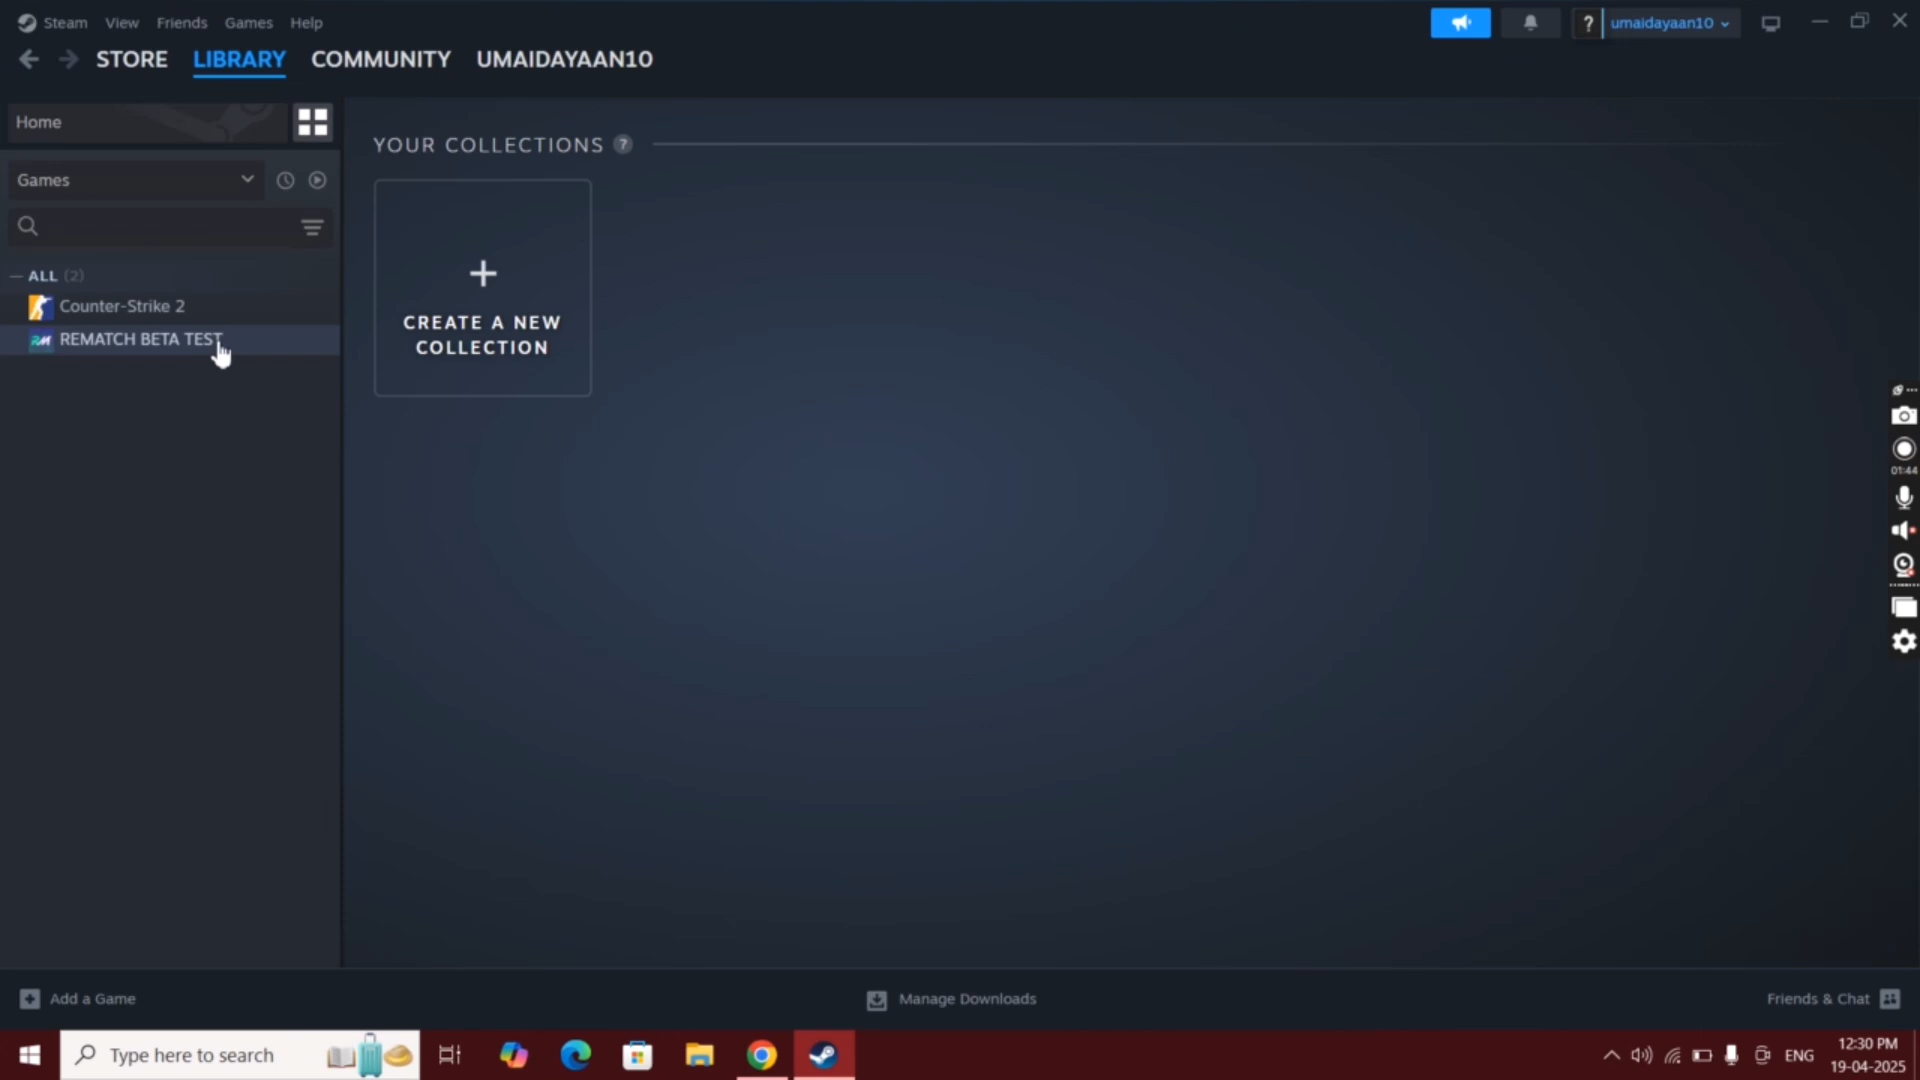 Steam View Friends Games Help
? umaidayaan10
STORE LIBRARY COMMUNITY UMAIDAYAAN10
Home
YOUR COLLECTIONS ?
Games
ALL (2)
Counter-Strike 2
REMATCH BETA TEST
+
CREATE A NEW
COLLECTION
01:44
Add a Game
Manage Downloads
Friends & Chat
Type here to search
ENG
12:30 PM
19-04-2025